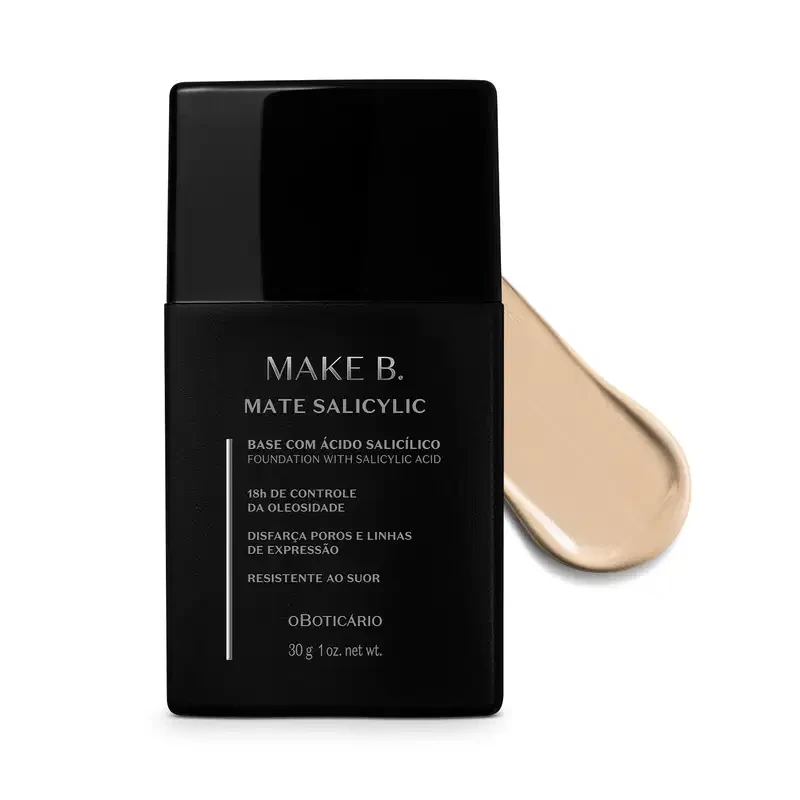 MAKE B.
MATE SALICYLIC
BASE COM ÁCIDO SALICÍLICO
FOUNDATION WITH SALICYLIC ACID
18h DE CONTROLE
DA OLEOSIDADE
DISFARÇA POROS E LINHAS
DE EXPRESSÃO
RESISTENTE AO SUOR
oBOTICÁRIO
30 g 1 oz. net wt.